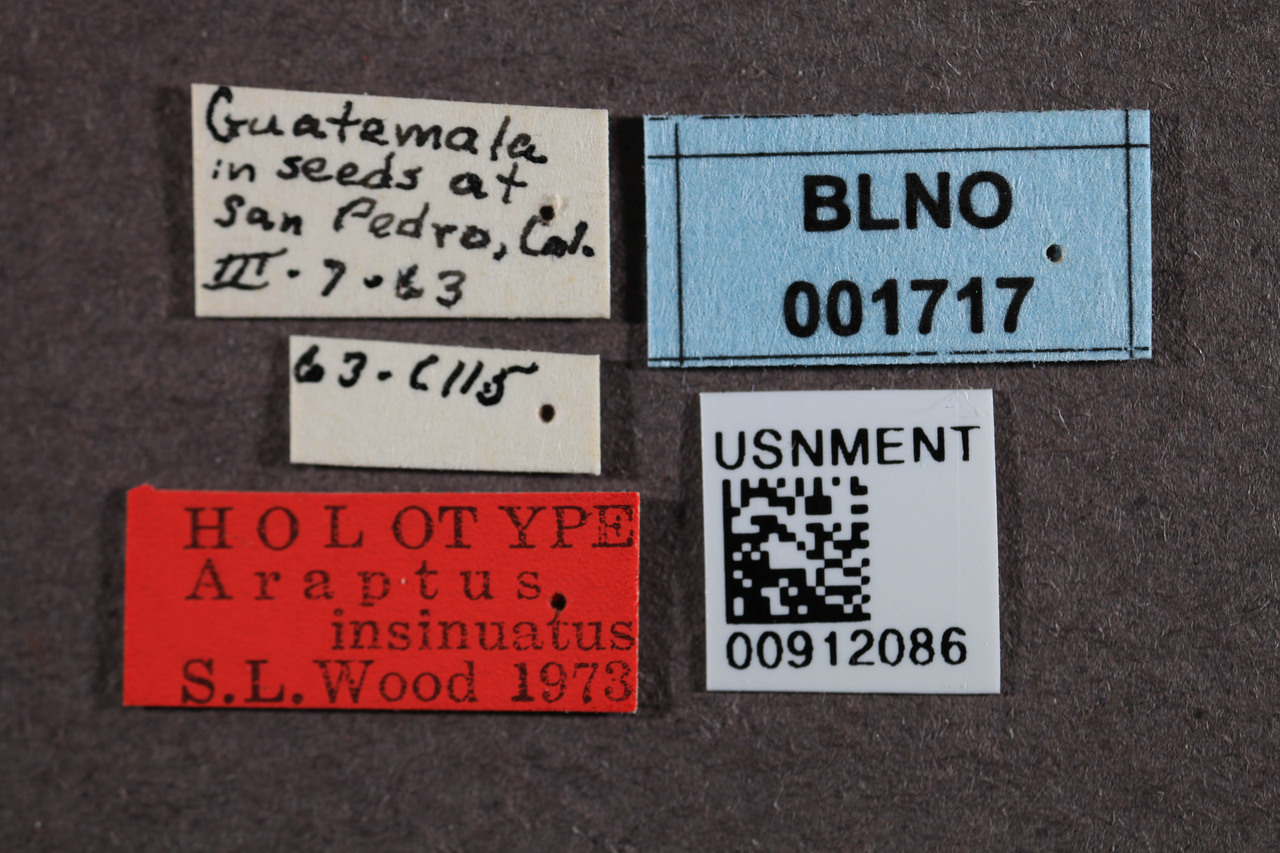 Guatemala
in seeds at
San Pedro, Col.
III·7·63
63·C115
HOLOTYPE
Araptus
insinuatus
S.L. Wood 1973
BLNO
001717
USNMENT
00912086